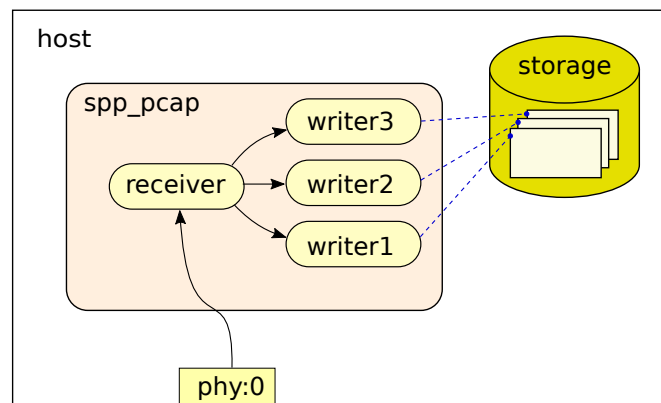 host
storage
spp_pcap
writer3
receiver
writer2
writer1
phy:0